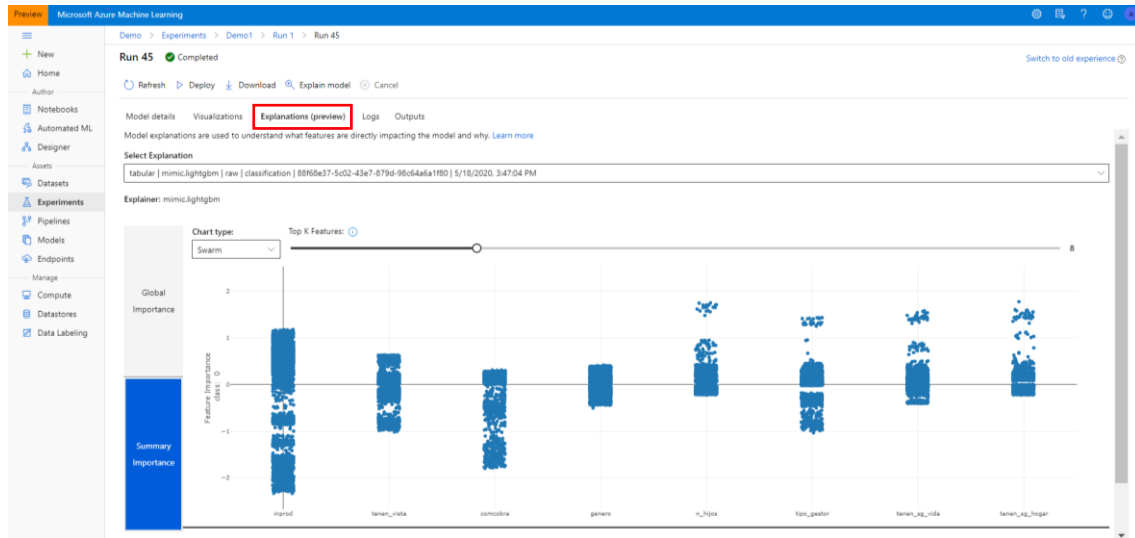 Preview Microsoft Azure Machine Learning
Demo > Experiments > Demo1 > Run 1 > Run 45
New
Home
Author
Notebooks
Automated ML
Designer
Assets
Datasets
Experiments
Pipelines
Models
Endpoints
Manage
Compute
Datastores
Data Labeling
Run 45 Completed
Switch to old experience
Refresh Deploy Download Explain model Cancel
Model details Visualizations Explanations (preview) Logs Outputs
Model explanations are used to understand what features are directly impacting the model and why. Learn more
Select Explanation
tabular | mimic.lightgbm | raw | classification | 88f68e37-5c02-43e7-879d-98c64a6a1f80 | 5/18/2020, 3:47:04 PM
Explainer: mimic.lightgbm
Global
Importance
Summary
Importance
Chart type:
Swarm
Top K Features:
8
Feature Importance
class: 0
2
1
0
−1
−2
inprod tenen_vista comcobra genero n_hijos tipo_gestor tenen_sg_vida tenen_sg_hogar